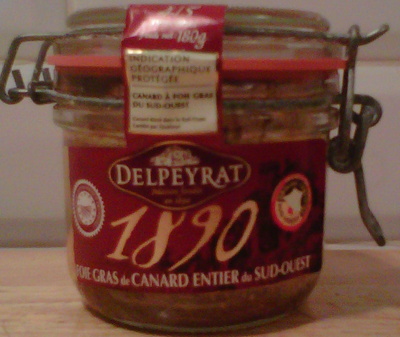 180g
INDICATION
GÉOGRAPHIQUE
PROTÉGÉE
CANARD À FOIE GRAS
DU SUD-OUEST
DELPEYRAT
1890
FOIE GRAS de CANARD ENTIER du SUD-OUEST